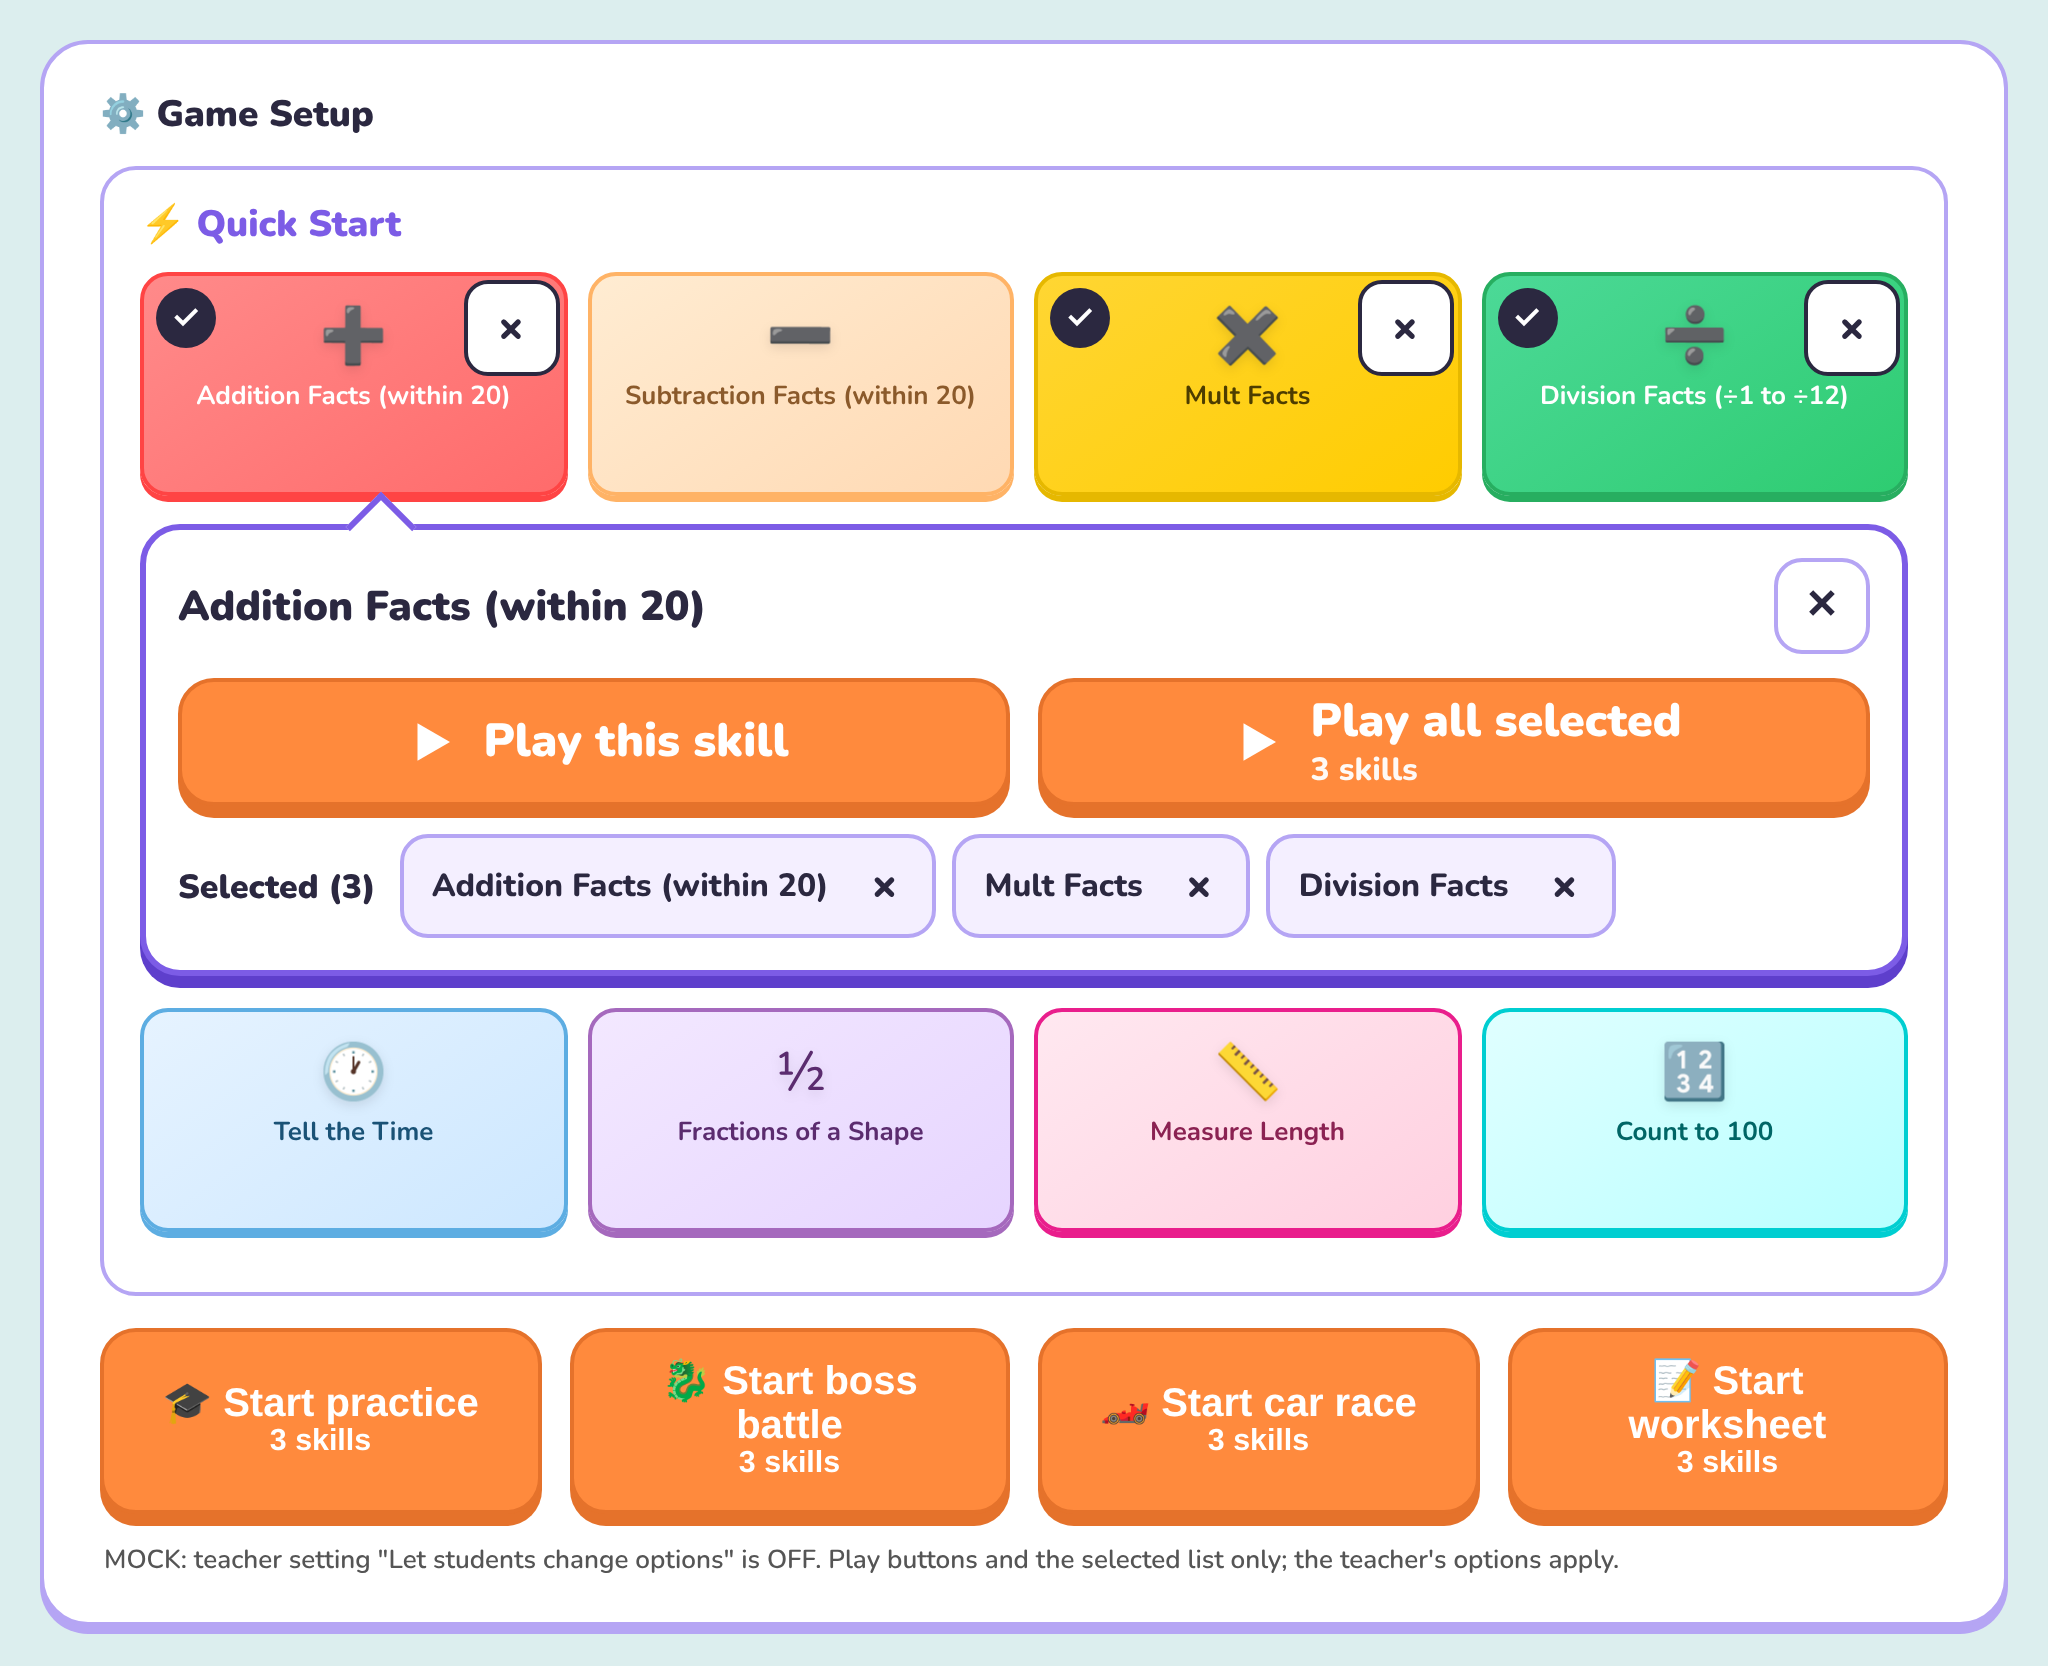 ⚙️ Game Setup
⚡ Quick Start
Addition Facts (within 20)
Subtraction Facts (within 20)
Mult Facts
Division Facts (÷1 to ÷12)
Addition Facts (within 20)
Play this skill
Play all selected
3 skills
Selected (3)
Addition Facts (within 20)
Mult Facts
Division Facts
Tell the Time
½
Fractions of a Shape
Measure Length
1 2
3 4
Count to 100
Start practice
3 skills
Start boss
battle
3 skills
Start car race
3 skills
Start
worksheet
3 skills
MOCK: teacher setting "Let students change options" is OFF. Play buttons and the selected list only; the teacher's options apply.